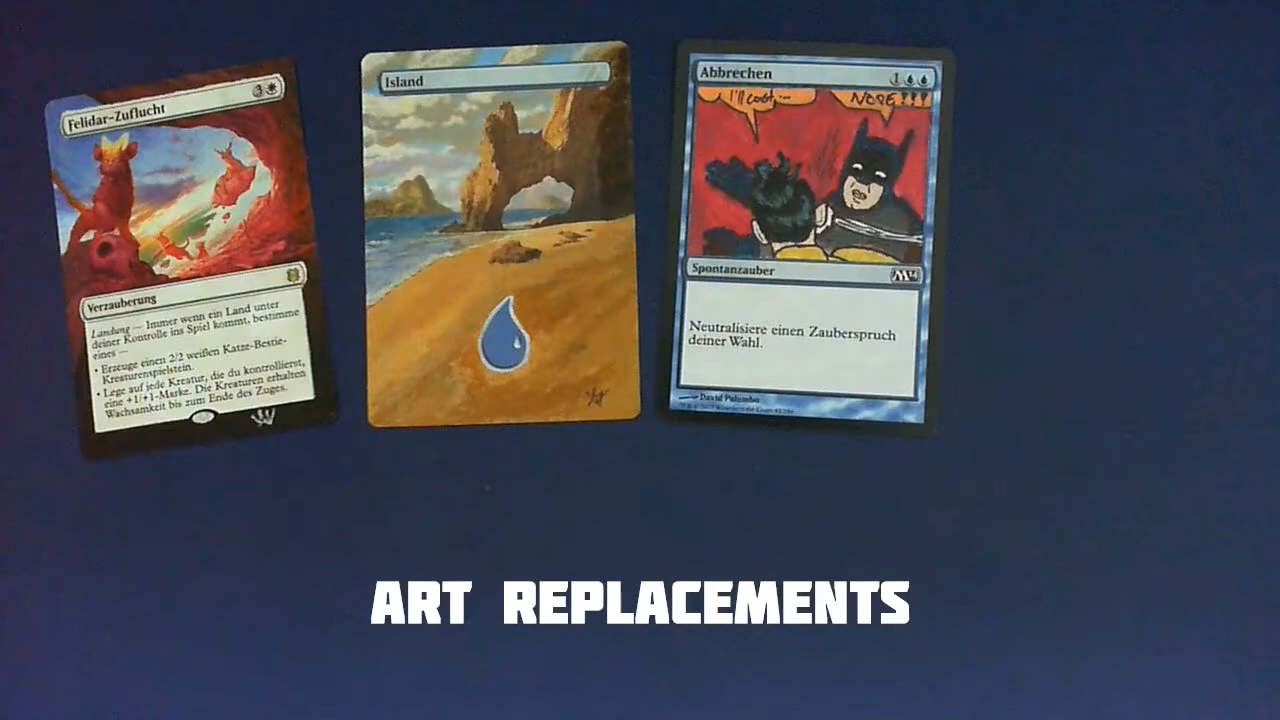 Felidar-Zuflucht
3
Verzauberung
Landung — Immer wenn ein Land unter
deiner Kontrolle ins Spiel kommt, bestimme
eines —
• Erzeuge einen 2/2 weißen Katze-Bestie-
Kreaturenspielstein.
• Lege auf jede Kreatur, die du kontrollierst,
eine +1/+1-Marke. Die Kreaturen erhalten
Wachsamkeit bis zum Ende des Zuges.
Island
Abbrechen
1
I'll cast...
NOPE!!!
Spontanzauber
M14
Neutralisiere einen Zauberspruch
deiner Wahl.
David Palumbo
ART REPLACEMENTS